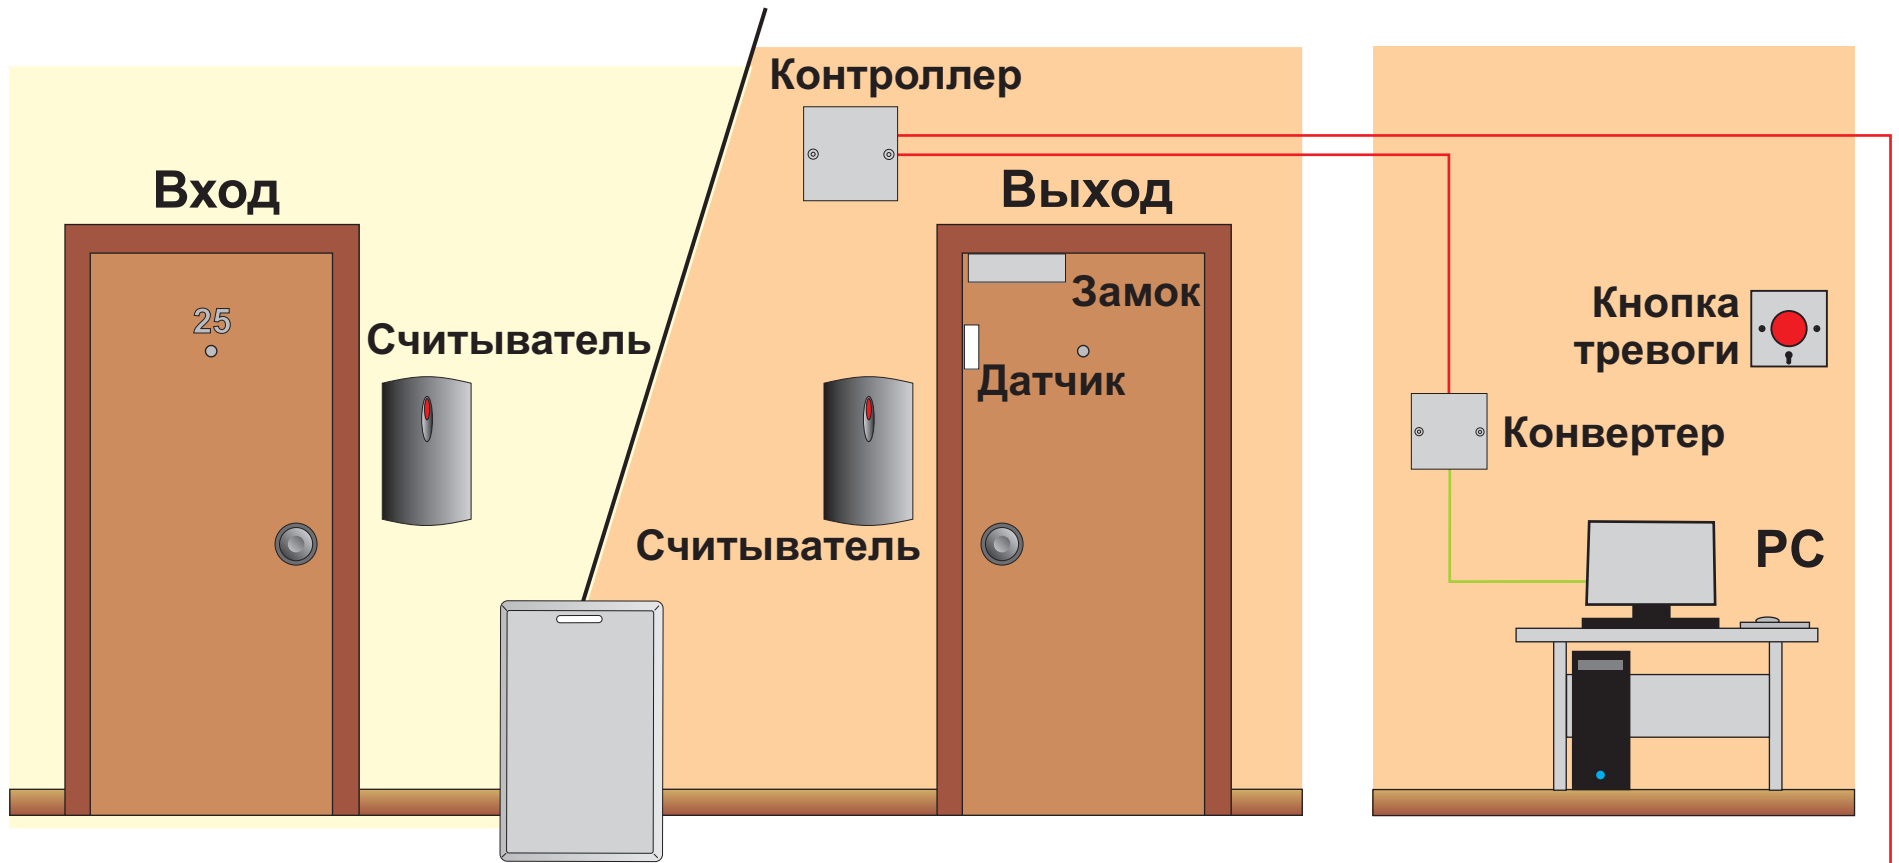 Контроллер
Вход
Выход
25
Замок
Считыватель
Датчик
Кнопка
тревоги
Конвертер
Считыватель
PC